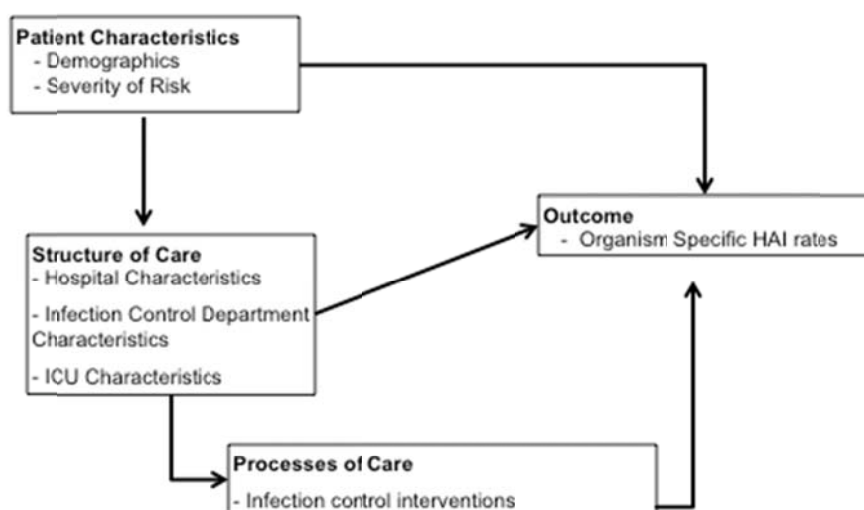 Patient Characteristics
- Demographics
- Severity of Risk
Outcome
- Organism Specific HAI rates
Structure of Care
- Hospital Characteristics
- Infection Control Department
Characteristics
- ICU Characteristics
Processes of Care
- Infection control interventions